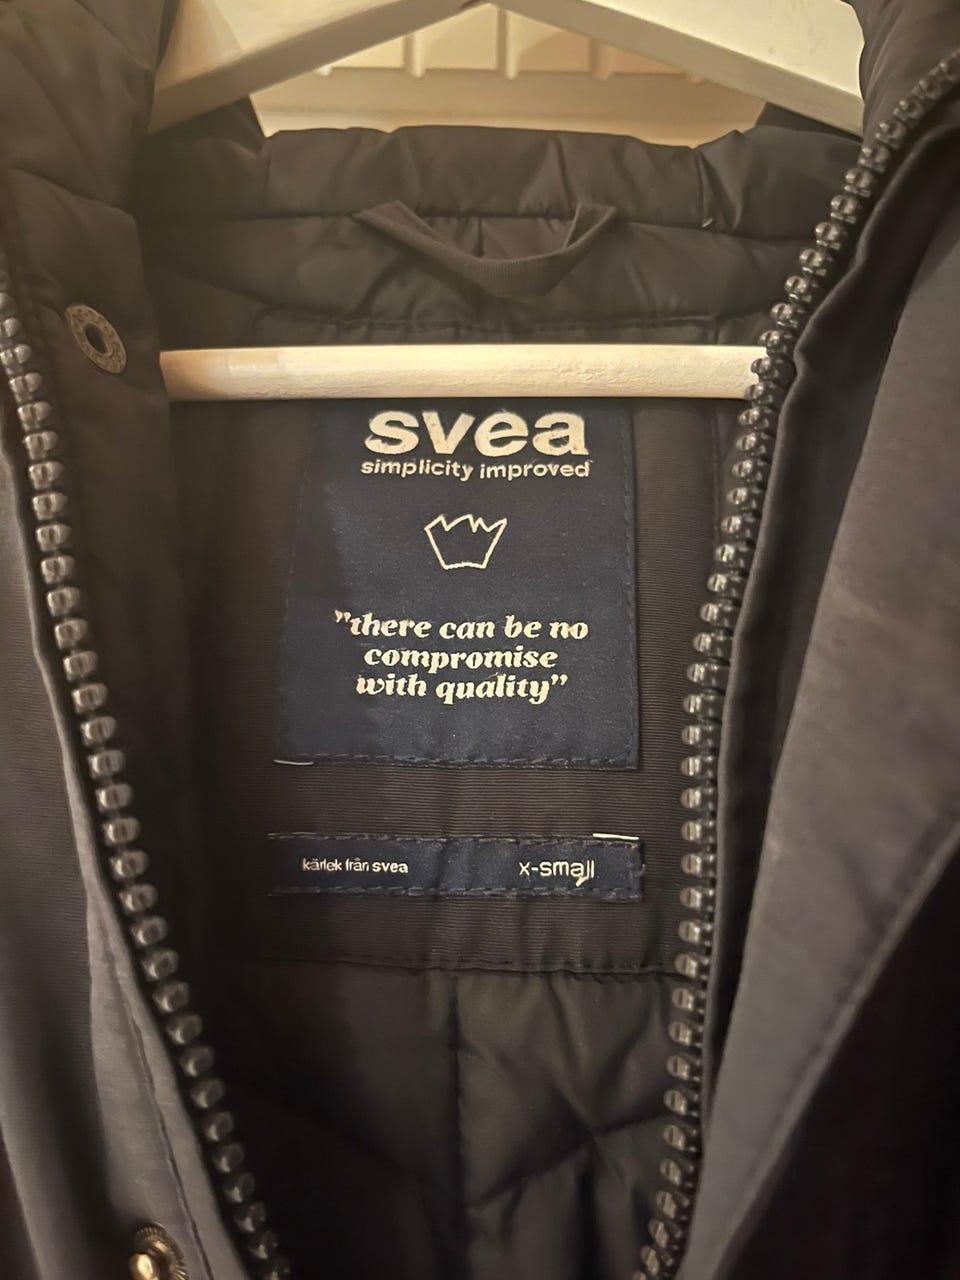 svea
simplicity improved
"there can be no
compromise
with quality"
kärlek från svea x-small